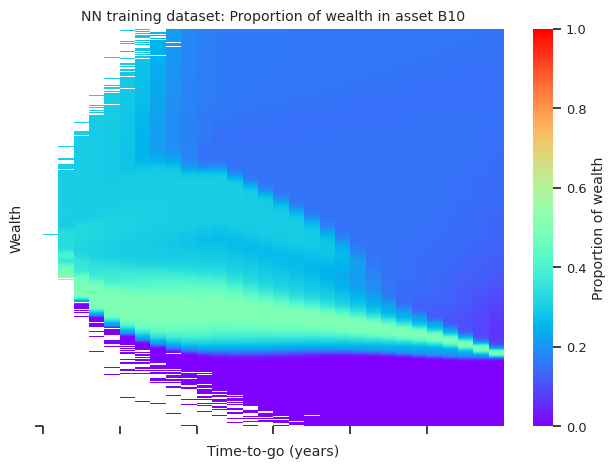 NN training dataset: Proportion of wealth in asset B10
Wealth
Time-to-go (years)
1.0
0.8
0.6
0.4
0.2
0.0
Proportion of wealth